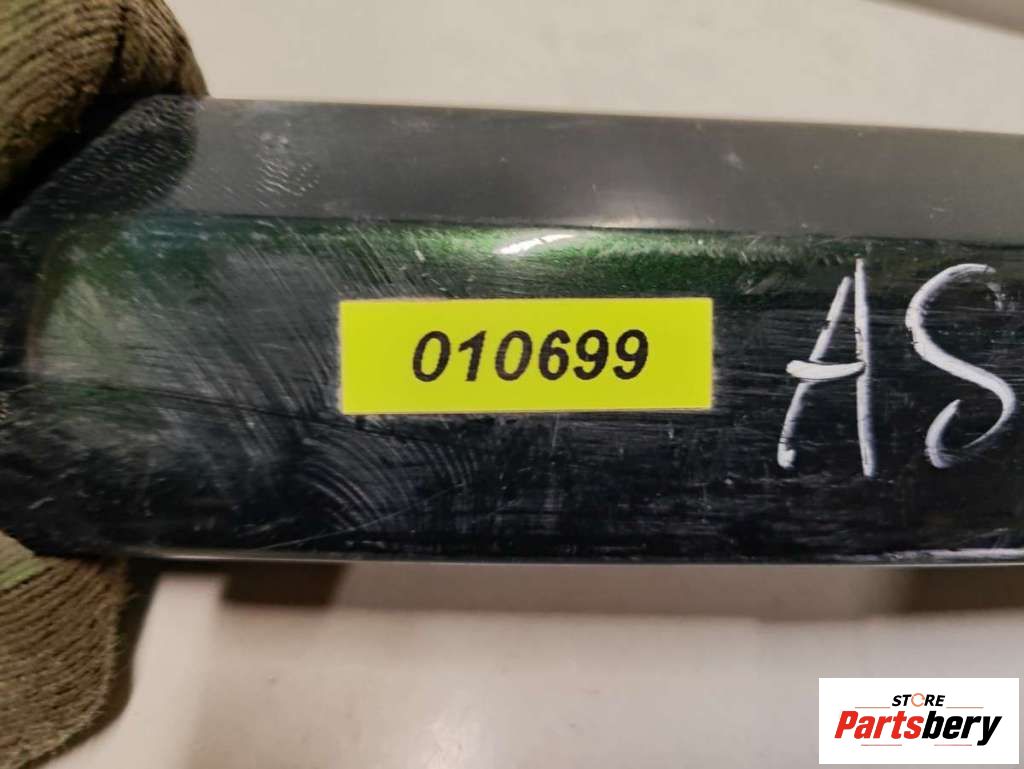 010699
AS
STORE
Partsbery